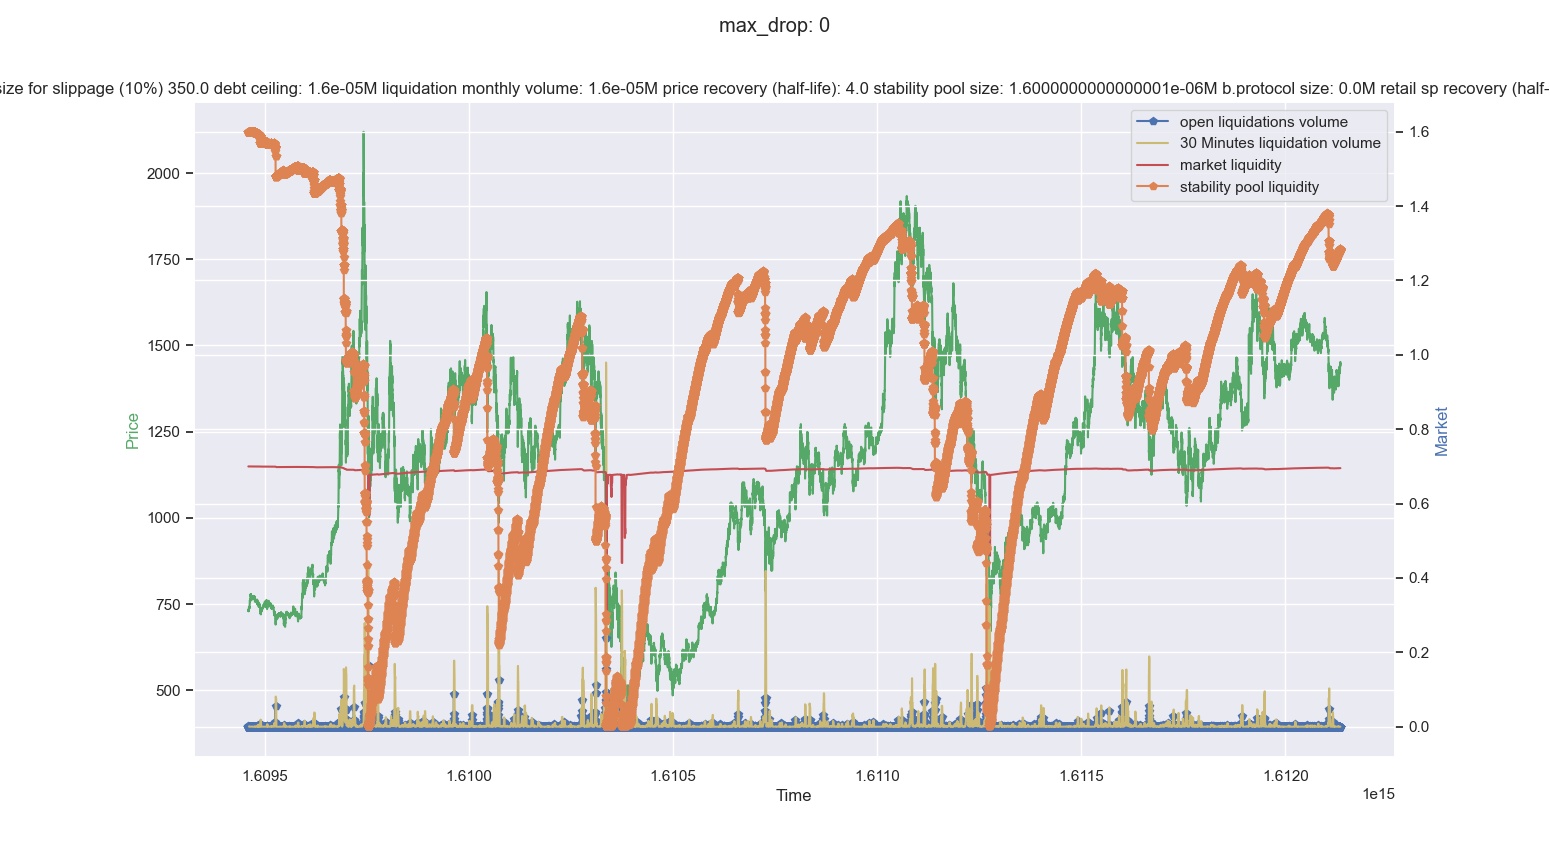 max_drop: 0
size for slippage (10%) 350.0 debt ceiling: 1.6e-05M liquidation monthly volume: 1.6e-05M price recovery (half-life): 4.0 stability pool size: 1.6000000000000001e-06M b.protocol size: 0.0M retail sp recovery (half-
open liquidations volume
30 Minutes liquidation volume
market liquidity
stability pool liquidity
2000
1750
1500
1250
1000
750
500
Price
1.6
1.4
1.2
1.0
0.8
0.6
0.4
0.2
0.0
Market
1.6095
1.6100
1.6105
1.6110
1.6115
1.6120
1e15
Time